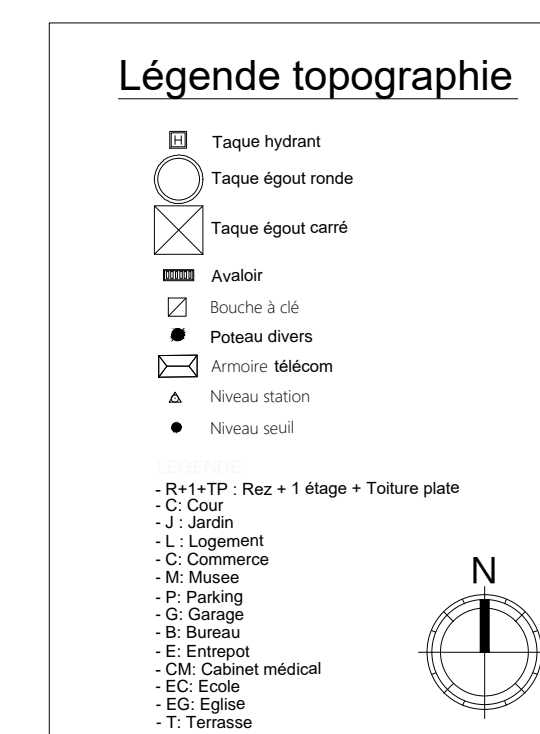 Légende topographie
H
Taque hydrant
Taque égout ronde
Taque égout carré
Avaloir
Bouche à clé
Poteau divers
Armoire télécom
Niveau station
Niveau seuil
LEGENDE
- R+1+TP : Rez + 1 étage + Toiture plate
- C: Cour
- J : Jardin
- L : Logement
- C: Commerce
- M: Musee
- P: Parking
- G: Garage
- B: Bureau
- E: Entrepot
- CM: Cabinet médical
- EC: Ecole
- EG: Eglise
- T: Terrasse
N